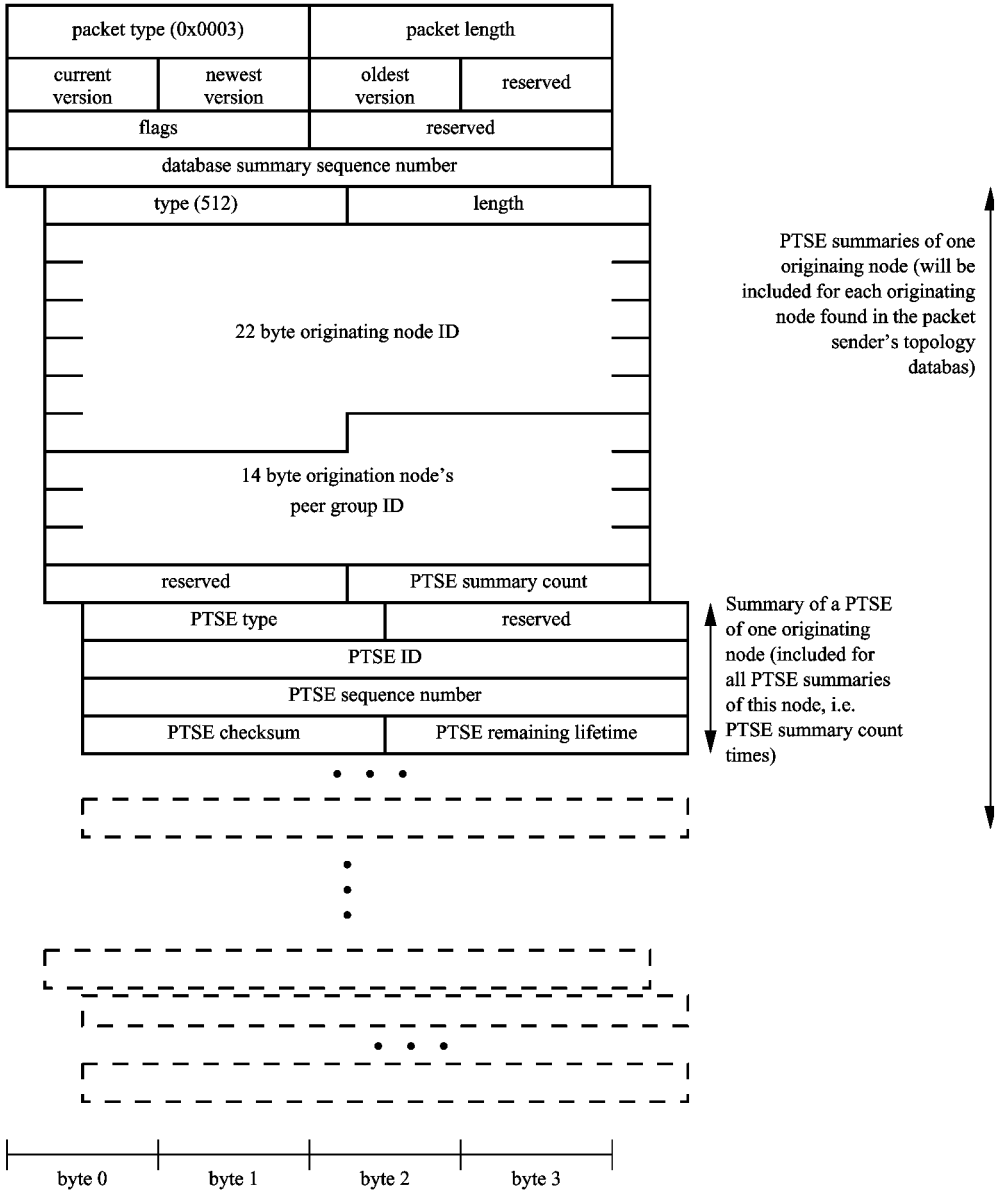 packet type (0x0003)
packet length
current
version
newest
version
oldest
version
reserved
flags
reserved
database summary sequence number
type (512)
length
22 byte originating node ID
14 byte origination node's
peer group ID
reserved
PTSE summary count
PTSE type
reserved
PTSE ID
PTSE sequence number
PTSE checksum
PTSE remaining lifetime
PTSE summaries of one
originaing node (will be
included for each originating
node found in the packet
sender's topology
databas)
Summary of a PTSE
of one originating
node (included for
all PTSE summaries
of this node, i.e.
PTSE summary count
times)
byte 0
byte 1
byte 2
byte 3